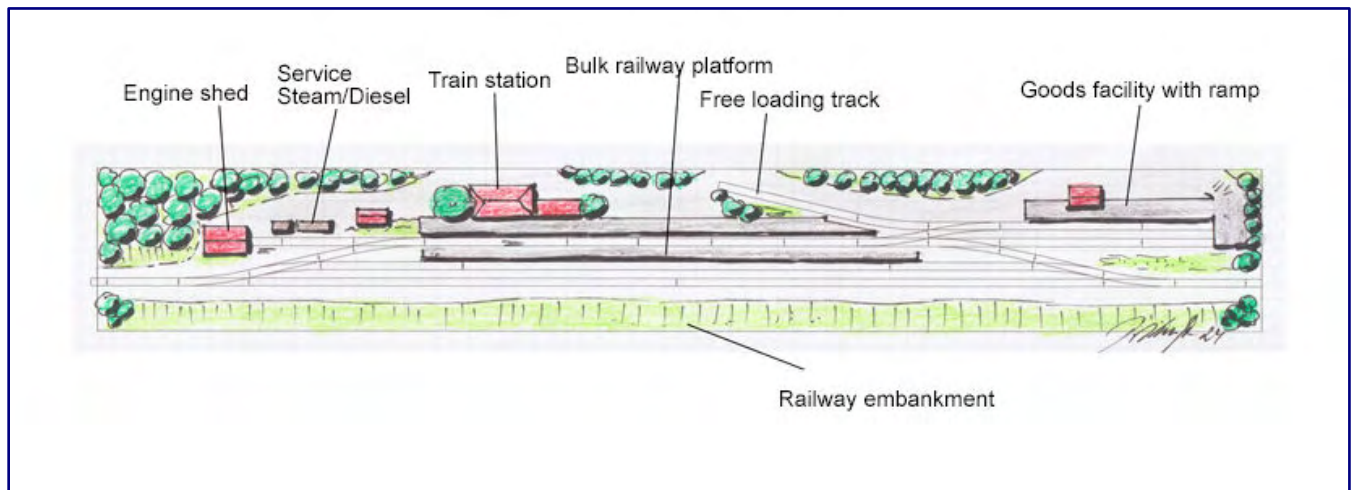 Engine shed
Service
Steam/Diesel
Train station
Bulk railway platform
Free loading track
Goods facility with ramp
Railway embankment